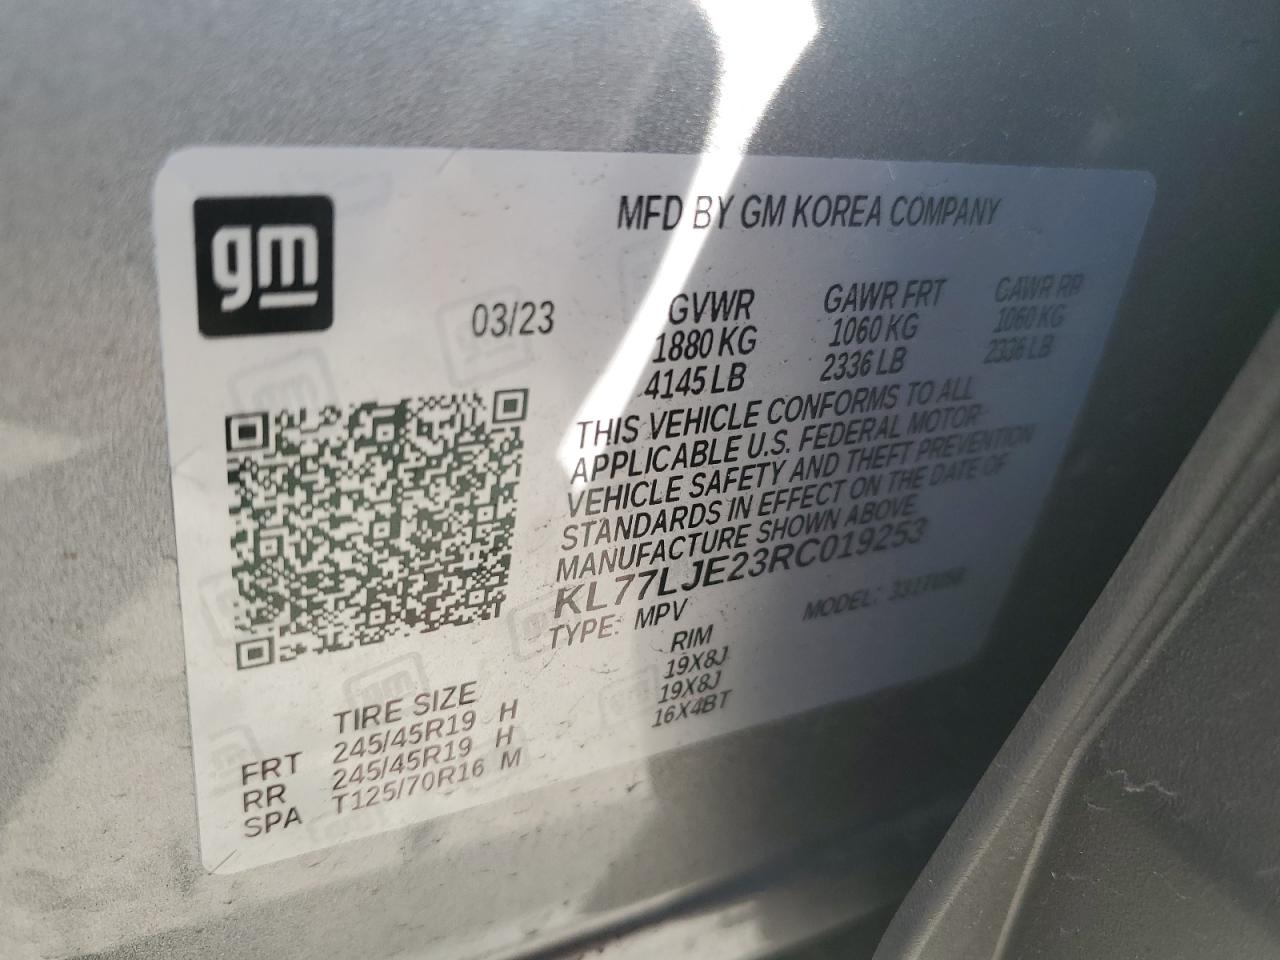 gm
MFD BY GM KOREA COMPANY
03/23
GVWR GAWR FRT GAWR RR
1880 KG 1060 KG 1060 KG
4145 LB 2336 LB 2336 LB
THIS VEHICLE CONFORMS TO ALL
APPLICABLE U.S. FEDERAL MOTOR
VEHICLE SAFETY AND THEFT PREVENTION
STANDARDS IN EFFECT ON THE DATE OF
MANUFACTURE SHOWN ABOVE.
KL77LJE23RC019253
TYPE: MPV MODEL:
TIRE SIZE RIM
FRT 245/45R19 H 19X8J
RR 245/45R19 H 19X8J
SPA T125/70R16 M 16X4BT